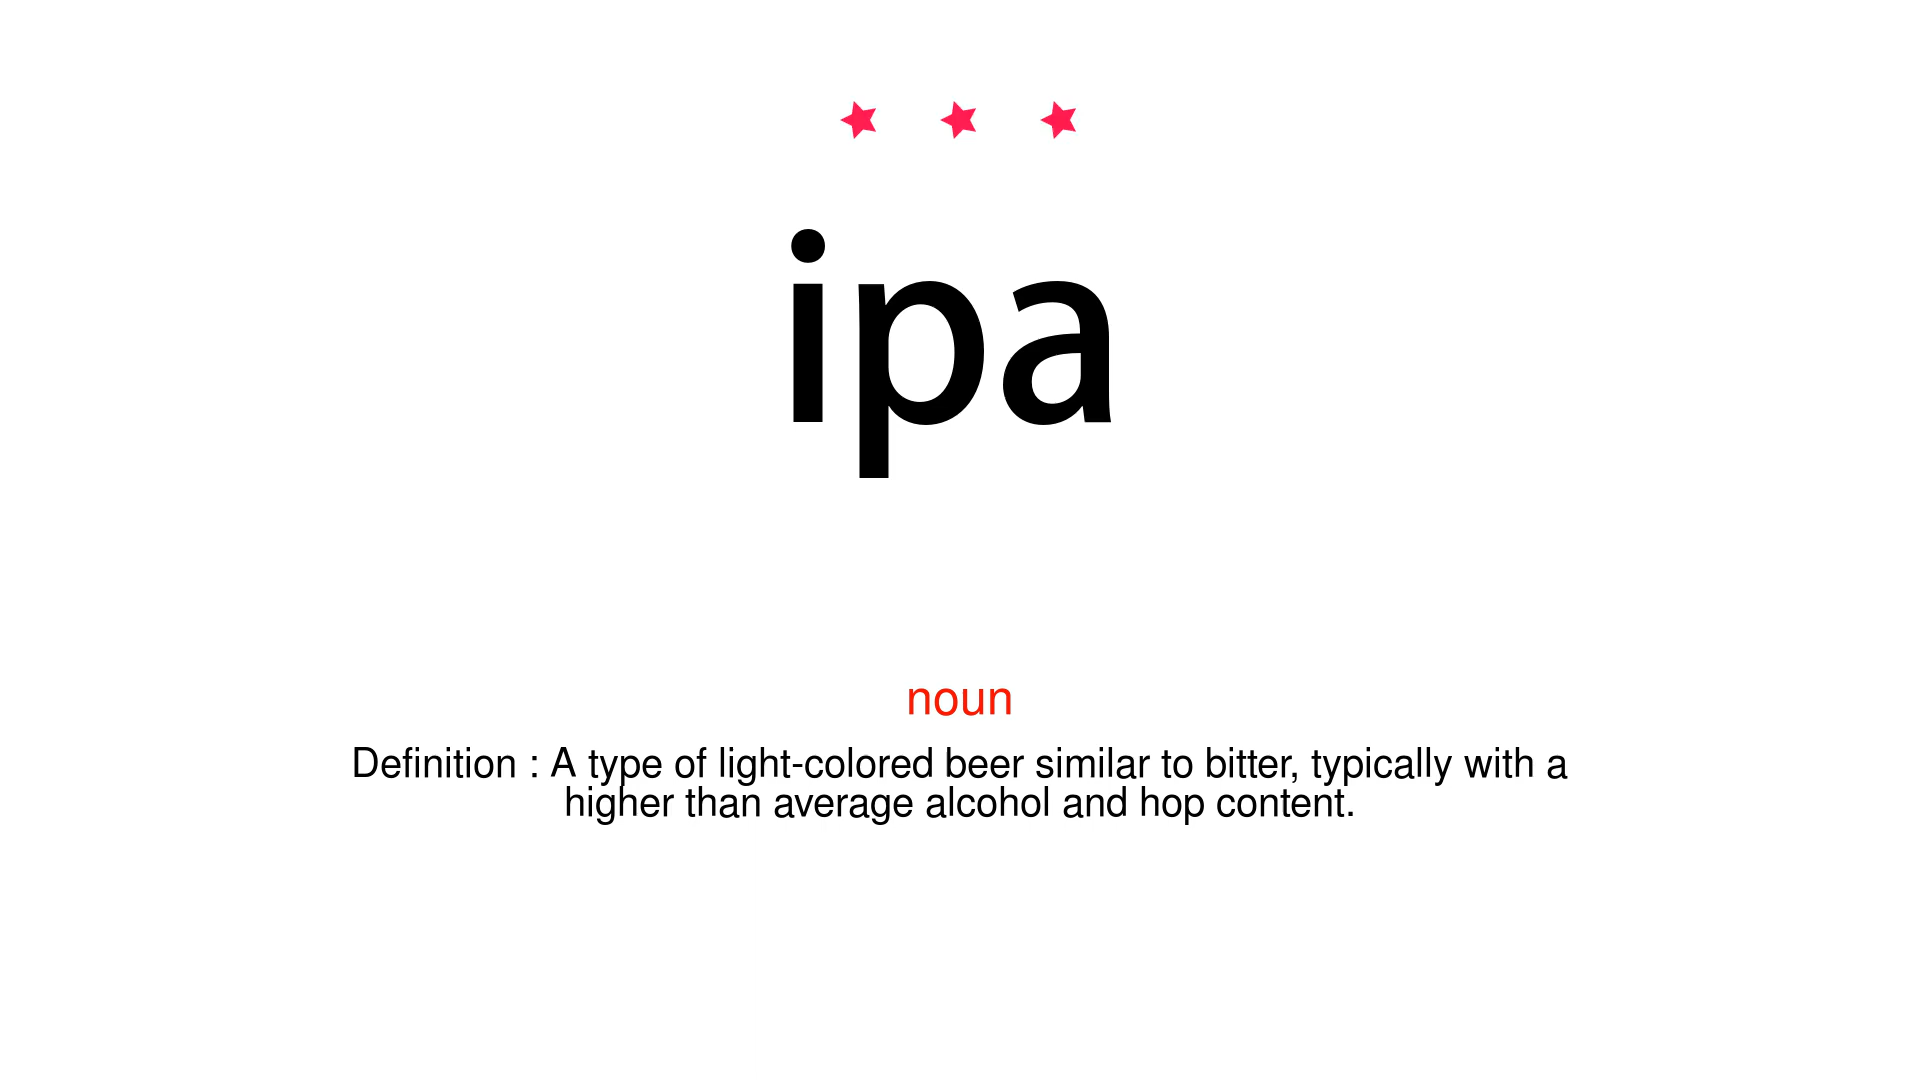 ipa
noun
Definition : A type of light-colored beer similar to bitter, typically with a
higher than average alcohol and hop content.